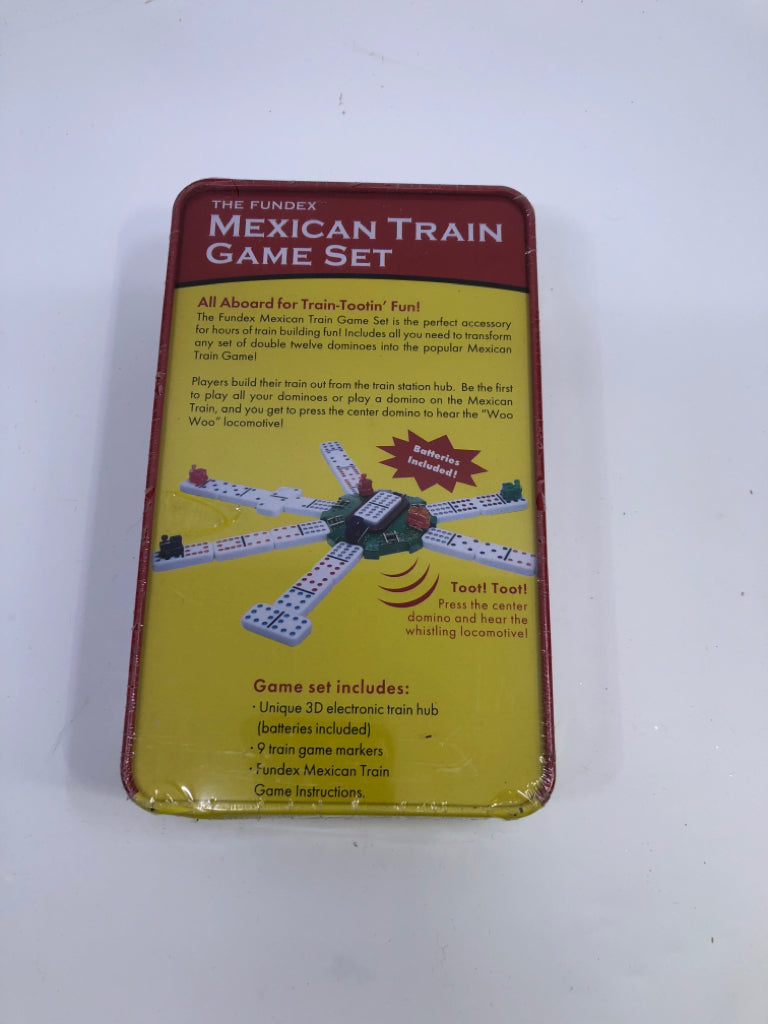 THE FUNDEX
MEXICAN TRAIN
GAME SET
All Aboard for Train-Tootin' Fun!
The Fundex Mexican Train Game Set is the perfect accessory
for hours of train building fun! Includes all you need to transform
any set of double twelve dominoes into the popular Mexican
Train Game!
Players build their train out from the train station hub. Be the first
to play all your dominoes or play a domino on the Mexican
Train, and you get to press the center domino to hear the "Woo
Woo" locomotive!
Batteries
Included!
Toot! Toot!
Press the center
domino and hear the
whistling locomotive!
Game set includes:
· Unique 3D electronic train hub
(batteries included)
· 9 train game markers
· Fundex Mexican Train
Game Instructions.